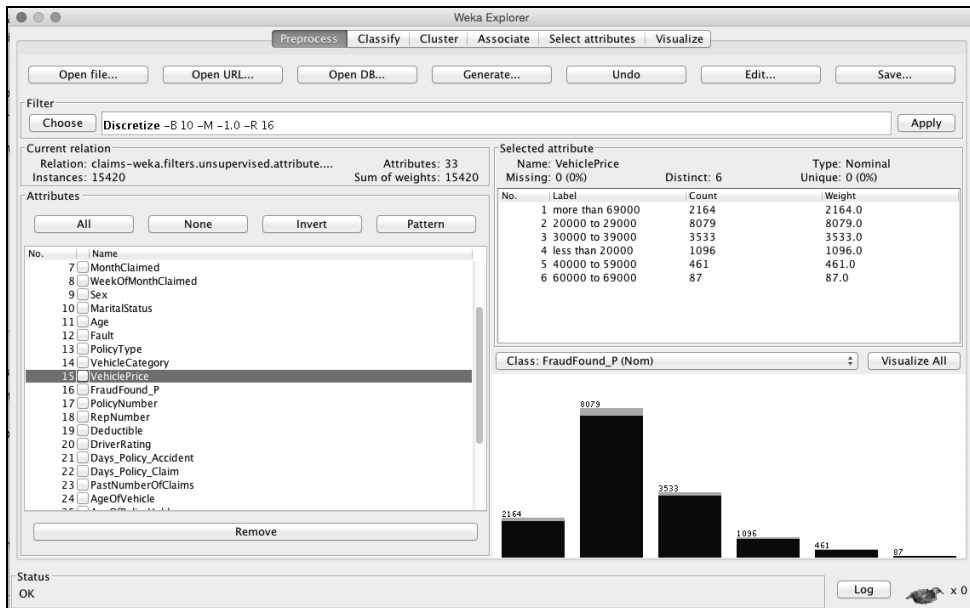 Weka Explorer
Preprocess Classify Cluster Associate Select attributes Visualize
Open file... Open URL... Open DB... Generate... Undo Edit... Save...
Filter
Choose Discretize -B 10 -M -1.0 -R 16 Apply
Current relation
Relation: claims-weka.filters.unsupervised.attribute.... Attributes: 33
Instances: 15420 Sum of weights: 15420
Attributes
All None Invert Pattern
No. Name
7 MonthClaimed
8 WeekOfMonthClaimed
9 Sex
10 MaritalStatus
11 Age
12 Fault
13 PolicyType
14 VehicleCategory
15 VehiclePrice
16 FraudFound_P
17 PolicyNumber
18 RepNumber
19 Deductible
20 DriverRating
21 Days_Policy_Accident
22 Days_Policy_Claim
23 PastNumberOfClaims
24 AgeOfVehicle
Remove
Selected attribute
Name: VehiclePrice Type: Nominal
Missing: 0 (0%) Distinct: 6 Unique: 0 (0%)
No. Label Count Weight
1 more than 69000 2164 2164.0
2 20000 to 29000 8079 8079.0
3 30000 to 39000 3533 3533.0
4 less than 20000 1096 1096.0
5 40000 to 59000 461 461.0
6 60000 to 69000 87 87.0
Class: FraudFound_P (Nom) Visualize All
2164
8079
3533
1096
461
87
Status
OK
Log x 0